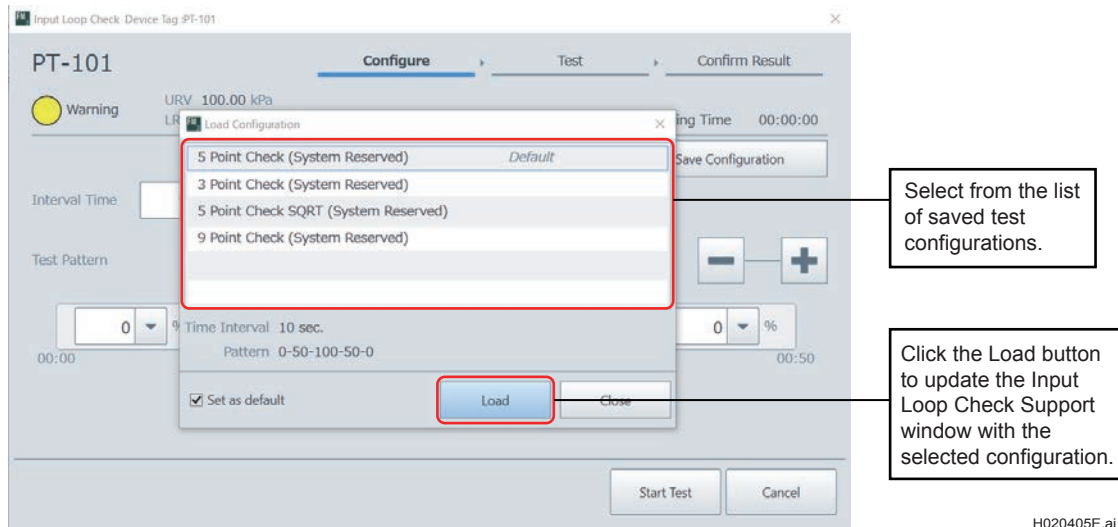 Input Loop Check Device Tag :PT-101
PT-101
Configure
Test
Confirm Result
Warning
URV 100.00 kPa
LR
ing Time 00:00:00
Load Configuration
5 Point Check (System Reserved) Default
Save Configuration
3 Point Check (System Reserved)
Interval Time
5 Point Check SQRT (System Reserved)
9 Point Check (System Reserved)
Test Pattern
Select from the list
of saved test
configurations.
0 %
Time Interval 10 sec.
0 %
Pattern 0-50-100-50-0
00:00
00:50
Set as default
Load
Close
Click the Load button
to update the Input
Loop Check Support
window with the
selected configuration.
Start Test
Cancel
H020405E.ai